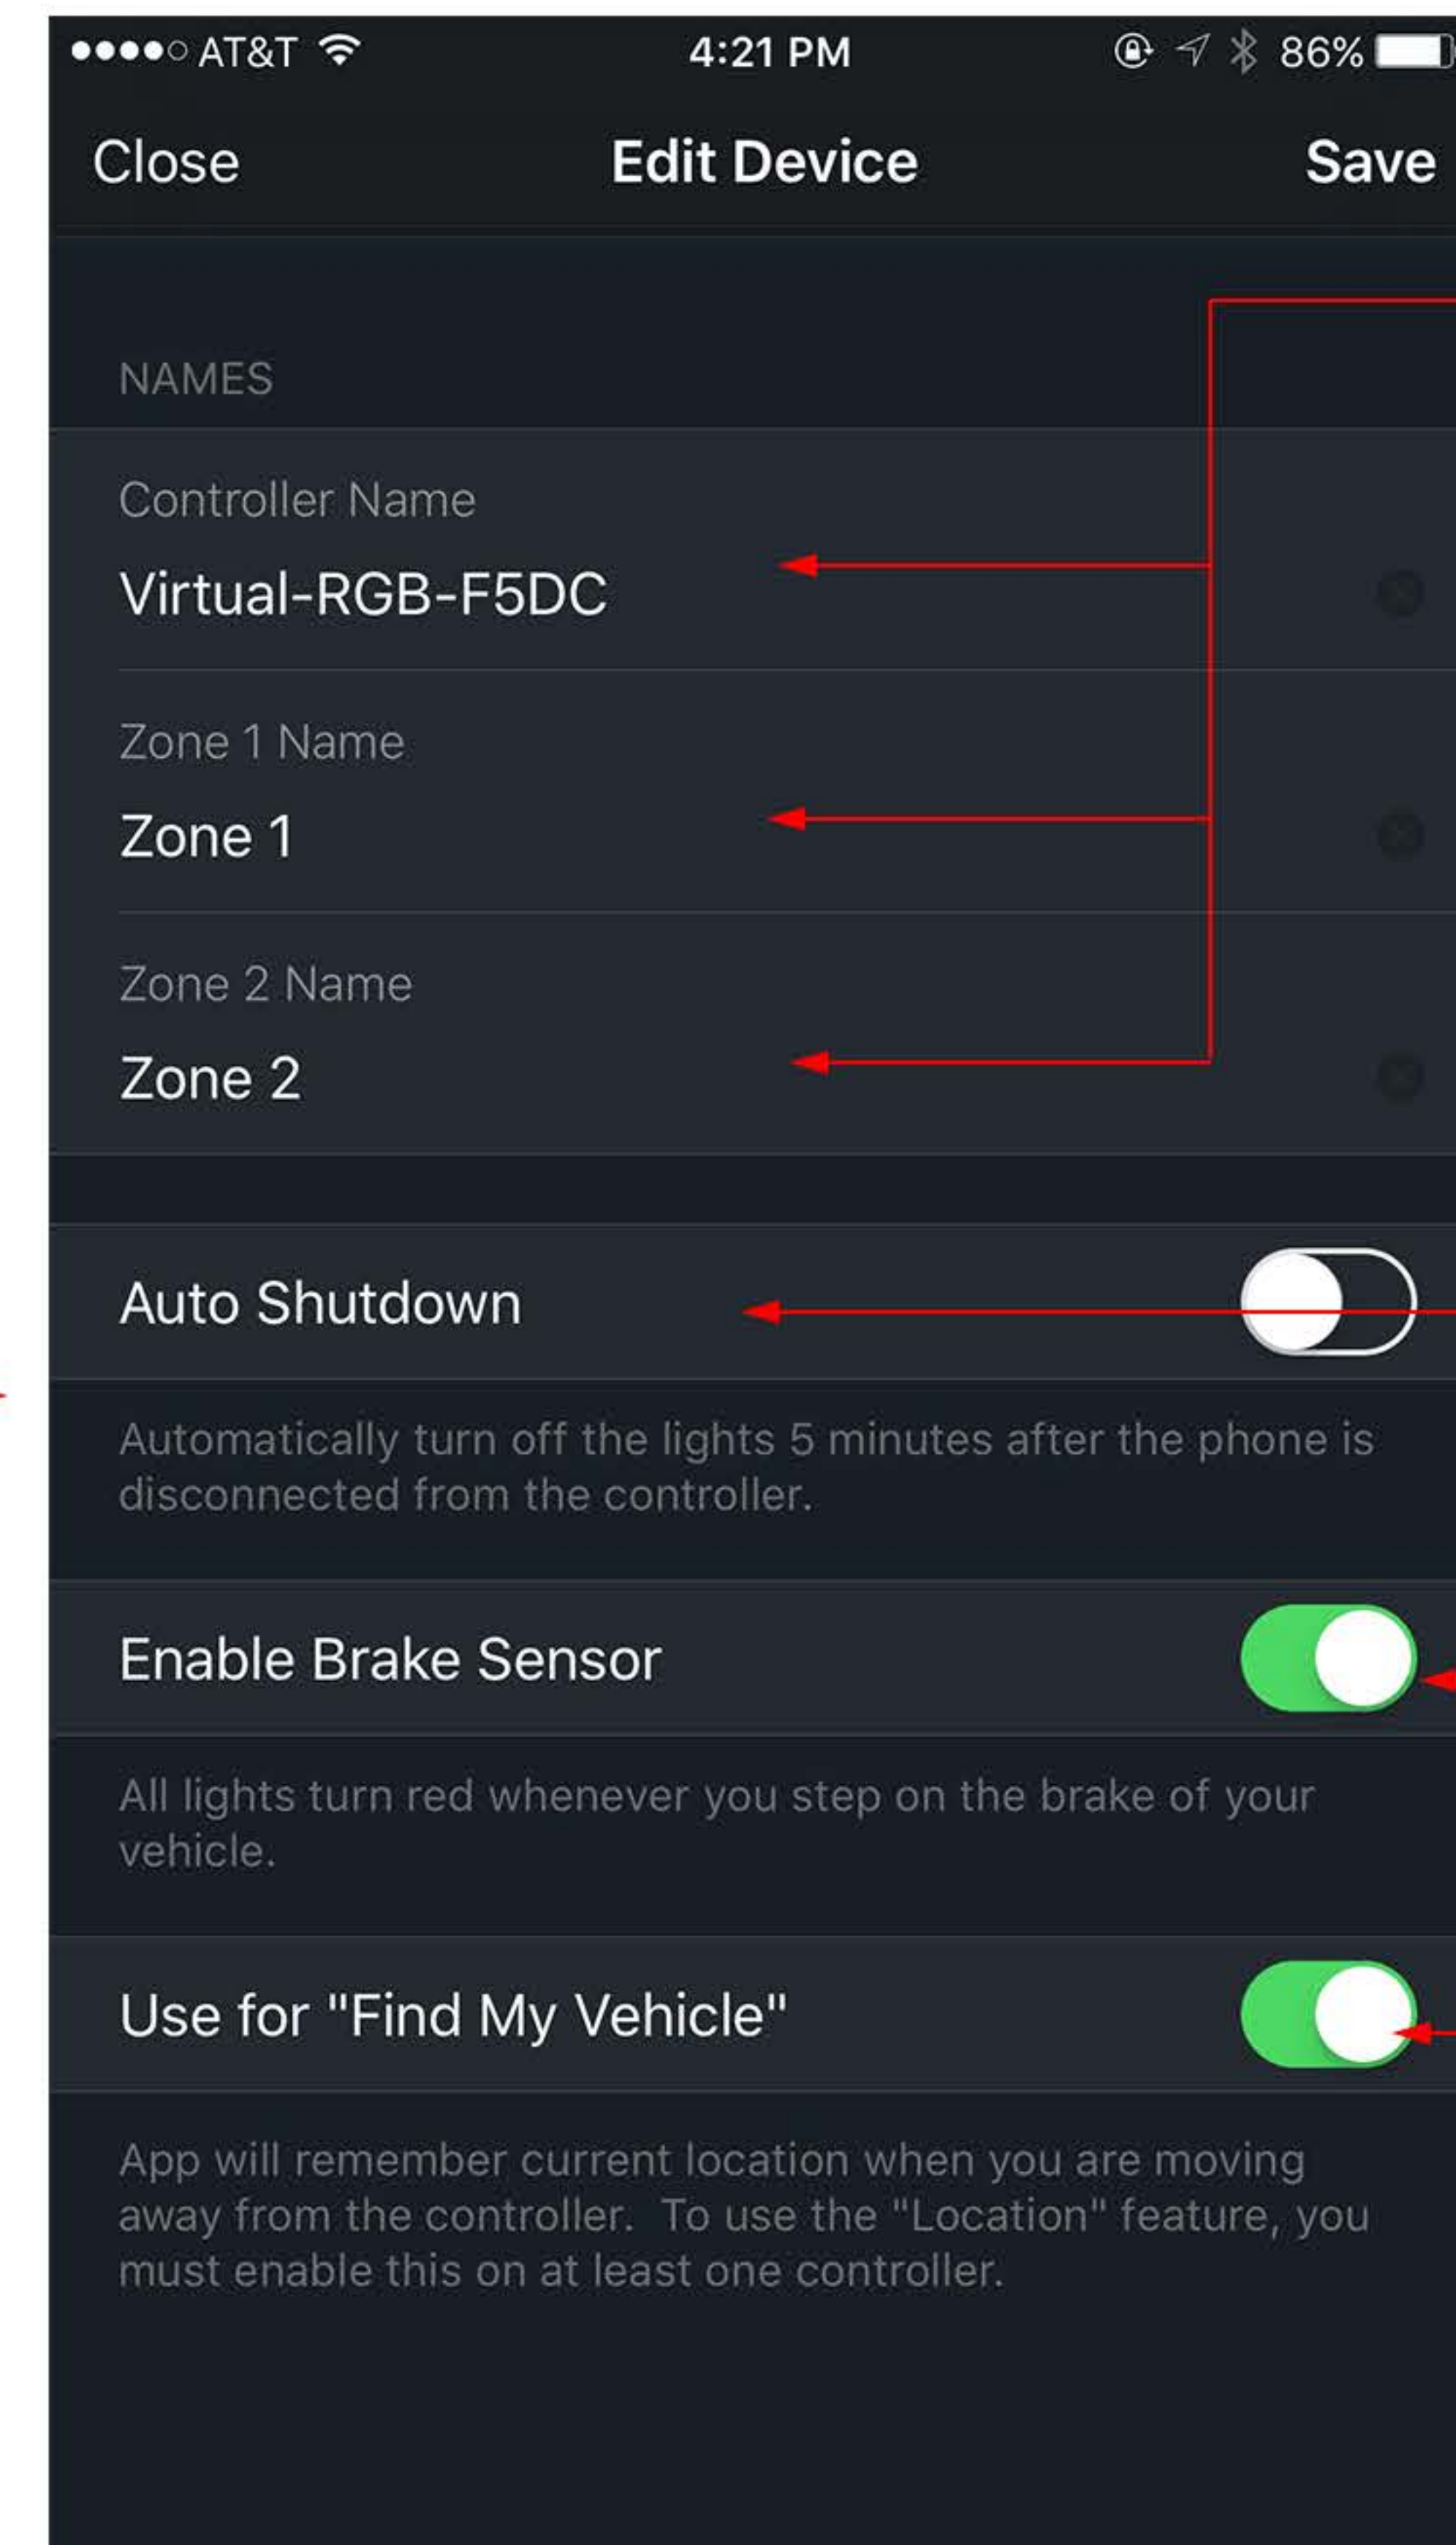 AT&T 4:21 PM 86%
Close Edit Device Save
NAMES
Controller Name
Virtual-RGB-F5DC
Zone 1 Name
Zone 1
Zone 2 Name
Zone 2
Auto Shutdown
Automatically turn off the lights 5 minutes after the phone is
disconnected from the controller.
Enable Brake Sensor
All lights turn red whenever you step on the brake of your
vehicle.
Use for "Find My Vehicle"
App will remember current location when you are moving
away from the controller.  To use the "Location" feature, you
must enable this on at least one controller.